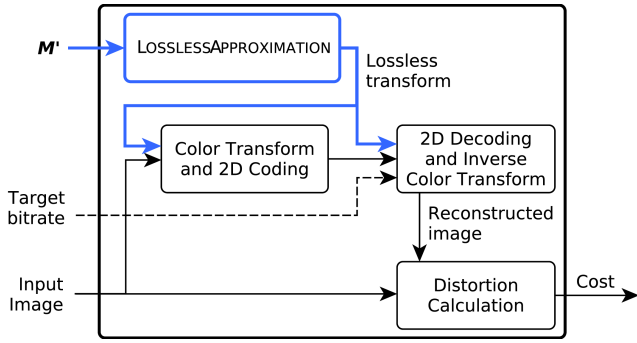 M'
LOSSLESSAPPROXIMATION
Lossless
transform
Color Transform
and 2D Coding
2D Decoding
and Inverse
Color Transform
Target
bitrate
Reconstructed
image
Input
Image
Distortion
Calculation
Cost